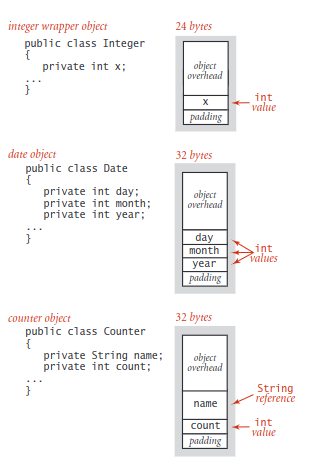 integer wrapper object
24 bytes
public class Integer
{
private int x;
...
}
object
overhead
x
padding
int
value
date object
32 bytes
public class Date
{
private int day;
private int month;
private int year;
...
}
object
overhead
day
month
year
padding
int
values
counter object
32 bytes
public class Counter
{
private String name;
private int count;
...
}
object
overhead
name
count
padding
String
reference
int
value